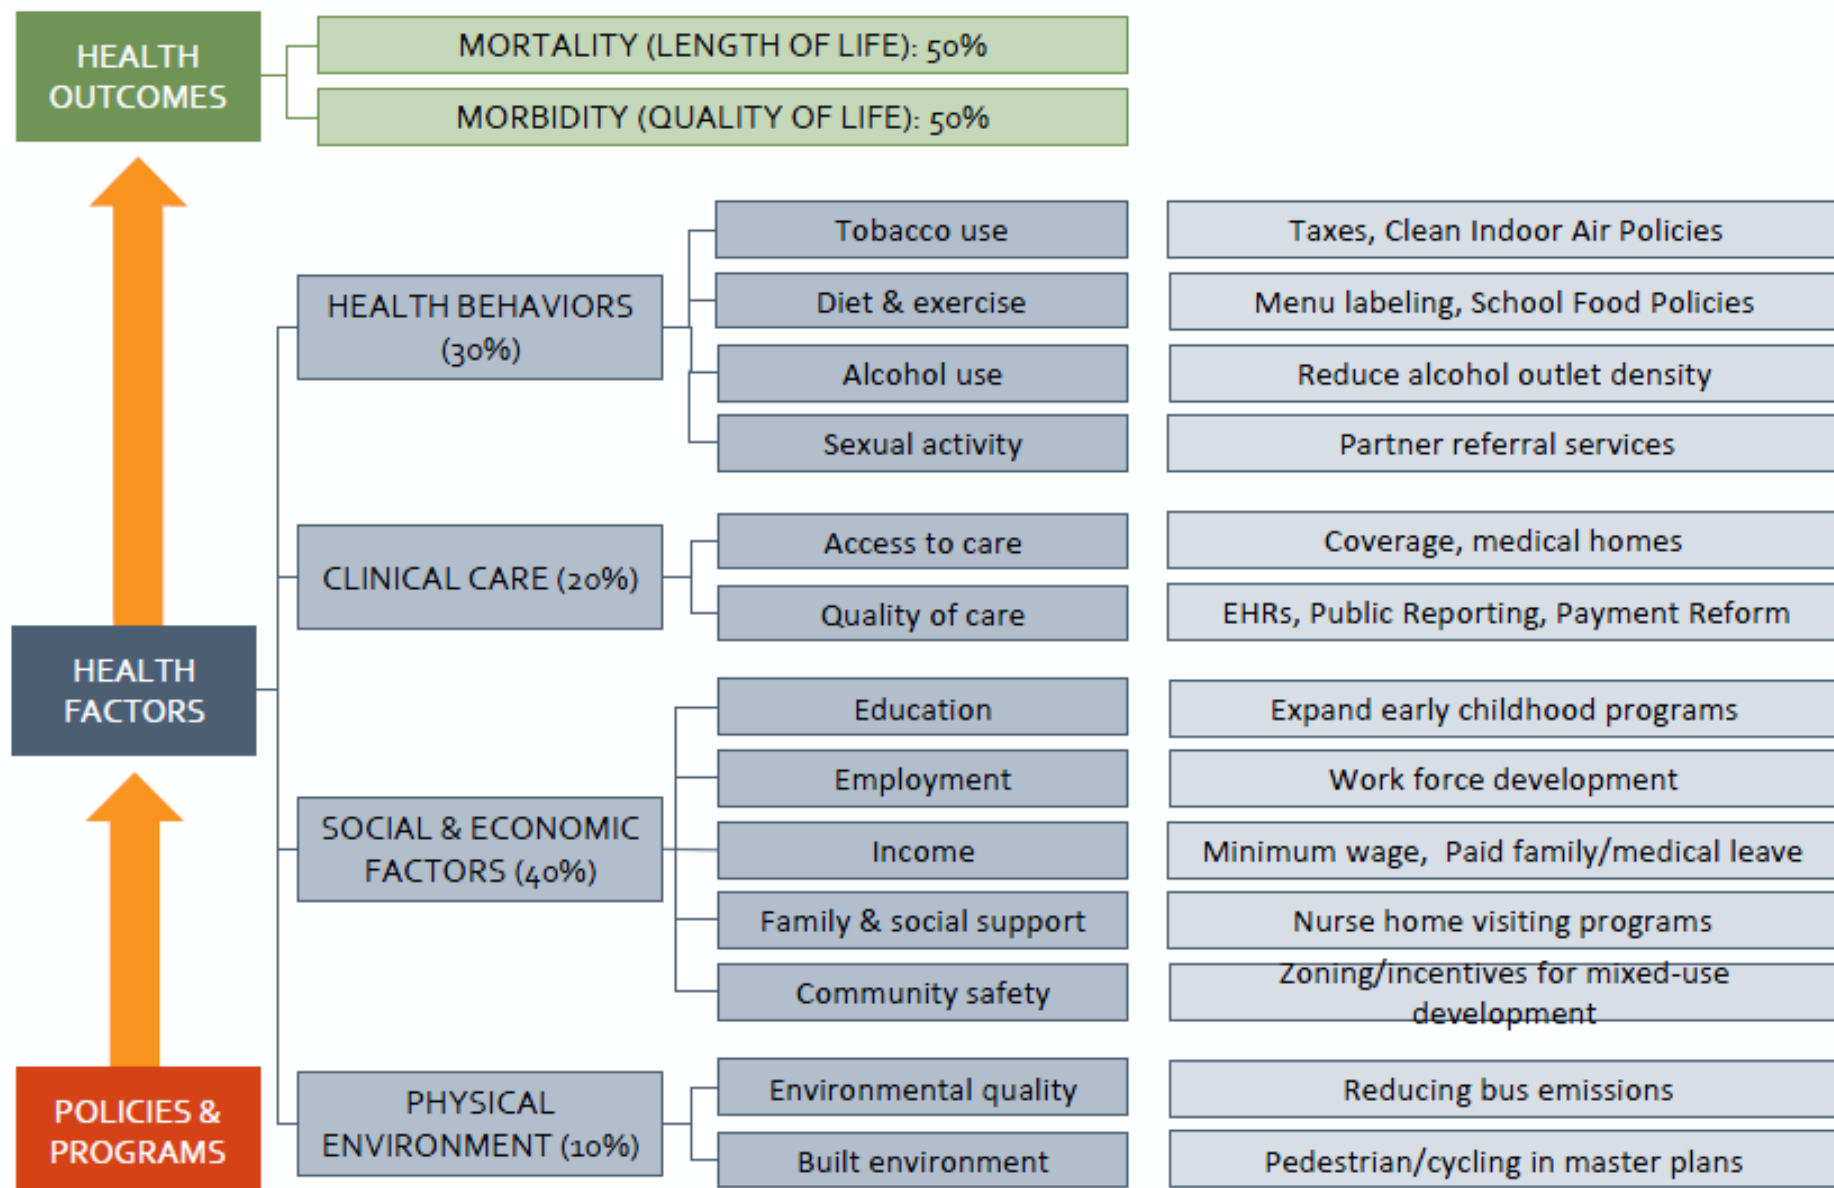 HEALTH
OUTCOMES
MORTALITY (LENGTH OF LIFE): 50%
MORBIDITY (QUALITY OF LIFE): 50%
HEALTH
FACTORS
POLICIES &
PROGRAMS
HEALTH BEHAVIORS
(30%)
Tobacco use
Taxes, Clean Indoor Air Policies
Diet & exercise
Menu labeling, School Food Policies
Alcohol use
Reduce alcohol outlet density
Sexual activity
Partner referral services
CLINICAL CARE (20%)
Access to care
Coverage, medical homes
Quality of care
EHRs, Public Reporting, Payment Reform
SOCIAL & ECONOMIC
FACTORS (40%)
Education
Expand early childhood programs
Employment
Work force development
Income
Minimum wage, Paid family/medical leave
Family & social support
Nurse home visiting programs
Community safety
Zoning/incentives for mixed-use
development
PHYSICAL
ENVIRONMENT (10%)
Environmental quality
Reducing bus emissions
Built environment
Pedestrian/cycling in master plans